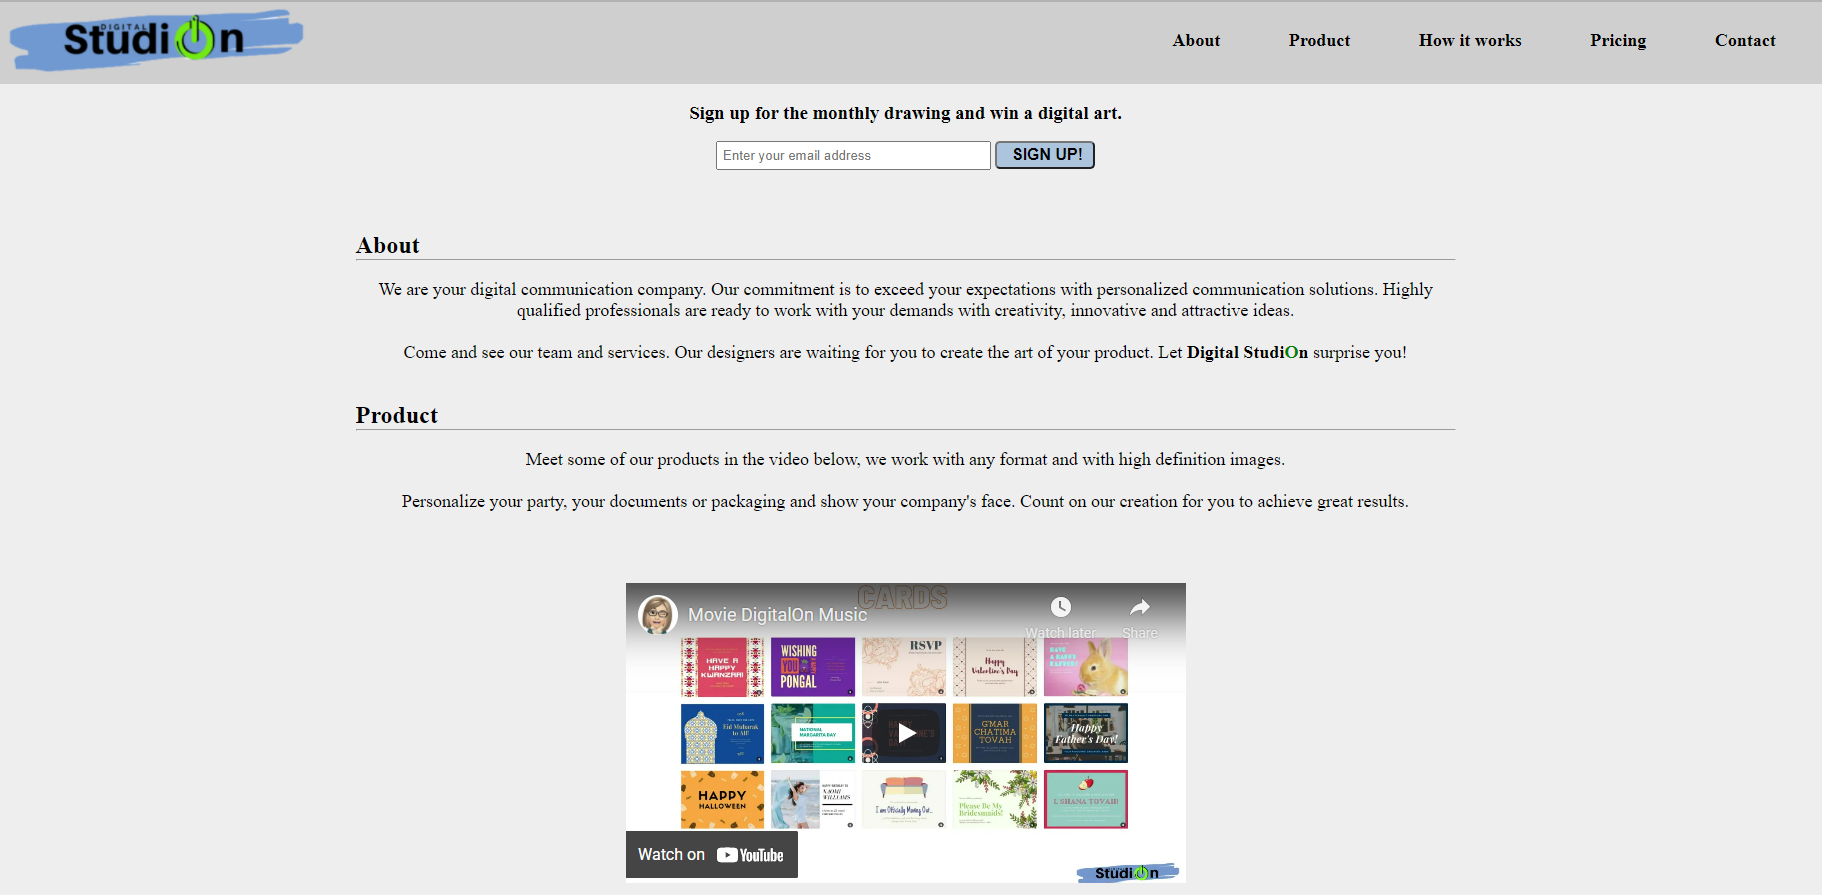 DIGITAL
StudiOn
About
Product
How it works
Pricing
Contact
Sign up for the monthly drawing and win a digital art.
Enter your email address
SIGN UP!
About
We are your digital communication company. Our commitment is to exceed your expectations with personalized communication solutions. Highly
qualified professionals are ready to work with your demands with creativity, innovative and attractive ideas.
Come and see our team and services. Our designers are waiting for you to create the art of your product. Let Digital StudiOn surprise you!
Product
Meet some of our products in the video below, we work with any format and with high definition images.
Personalize your party, your documents or packaging and show your company's face. Count on our creation for you to achieve great results.
CARDS
Movie DigitalOn Music
Watch later
Share
HAVE A
HAPPY
KWANZAA!
WISHING
YOU
PONGAL
RSVP
Happy
Valentine's Day
HAVE
A HAPPY
EASTER!
Eid Mubarak
to All!
NATIONAL
MARGARITA DAY
HAPPY
VALENTINE'S
DAY
GMAR
CHATIMA
TOVAH
Happy
Father's Day!
HAPPY
HALLOWEEN
NAOMI
WILLIAMS
I am Officially Moving Out...
Please Be My
Bridesmaids!
L'SHANA TOVAH!
Watch on YouTube
StudiOn